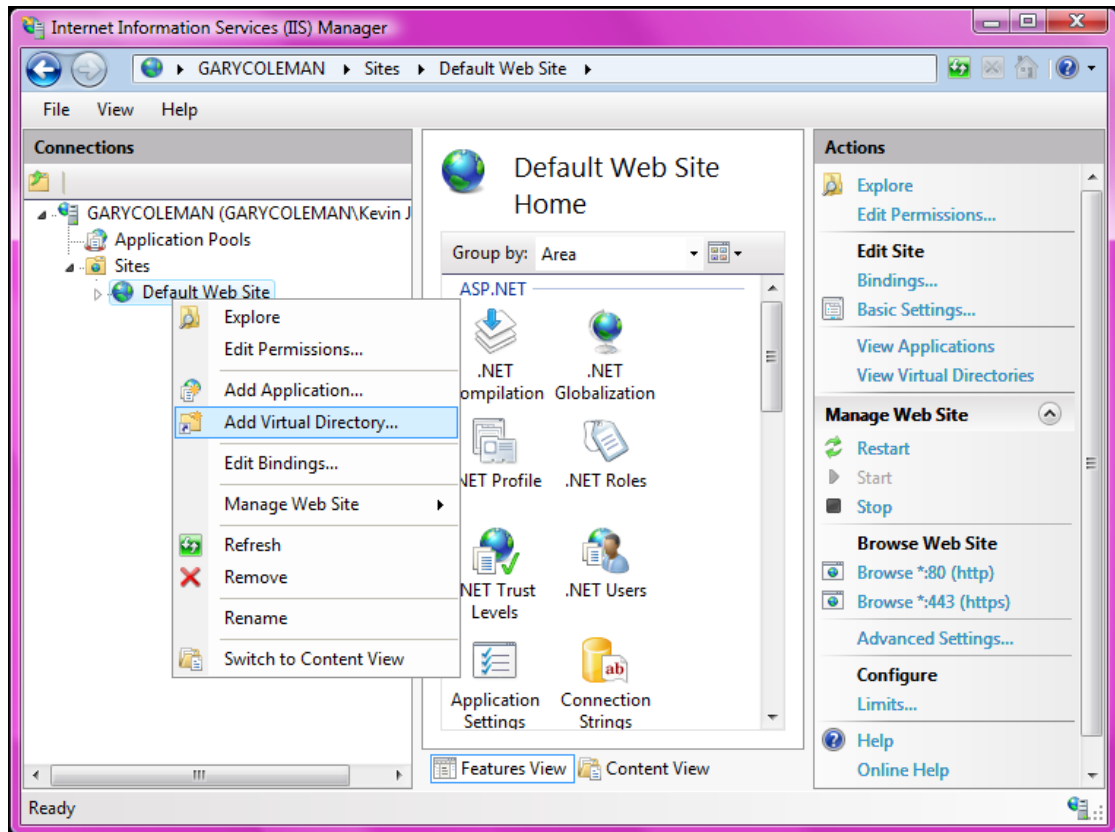 Internet Information Services (IIS) Manager
GARYCOLEMAN Sites Default Web Site
File View Help
Connections
GARYCOLEMAN (GARYCOLEMAN\Kevin J
Application Pools
Sites
Default Web Site
Explore
Edit Permissions...
Add Application...
Add Virtual Directory...
Edit Bindings...
Manage Web Site
Refresh
Remove
Rename
Switch to Content View
Default Web Site
Home
Group by: Area
ASP.NET
.NET
ompilation
.NET
Globalization
NET Profile
.NET Roles
NET Trust
Levels
.NET Users
Application
Settings
ab
Connection
Strings
Features View Content View
Actions
Explore
Edit Permissions...
Edit Site
Bindings...
Basic Settings...
View Applications
View Virtual Directories
Manage Web Site
Restart
Start
Stop
Browse Web Site
Browse *:80 (http)
Browse *:443 (https)
Advanced Settings...
Configure
Limits...
Help
Online Help
Ready